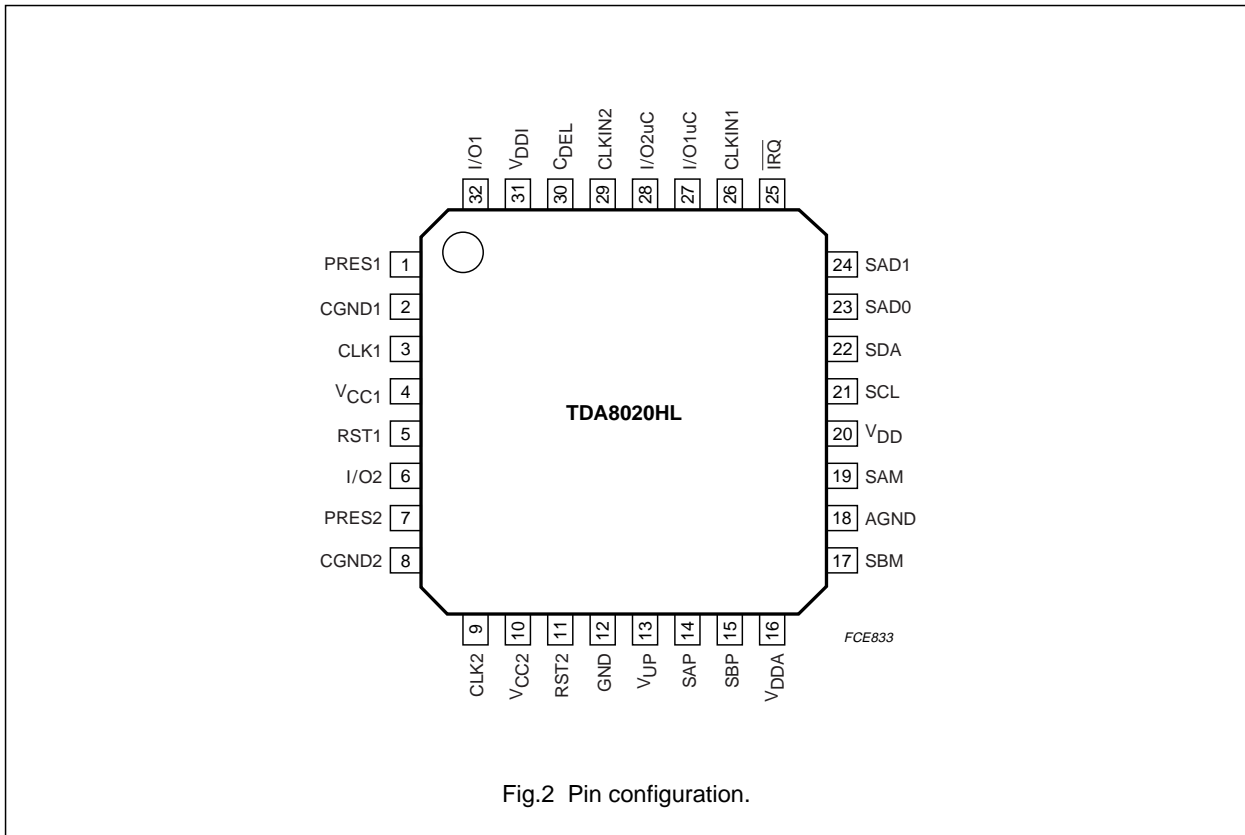 I/O1
VDDI
CDEL
CLKIN2
I/O2uC
I/O1uC
CLKIN1
IRQ
32
31
30
29
28
27
26
25
PRES1 1
CGND1 2
CLK1 3
VCC1 4
RST1 5
I/O2 6
PRES2 7
CGND2 8
TDA8020HL
24 SAD1
23 SAD0
22 SDA
21 SCL
20 VDD
19 SAM
18 AGND
17 SBM
9
10
11
12
13
14
15
16
CLK2
VCC2
RST2
GND
VUP
SAP
SBP
VDDA
FCE833
Fig.2 Pin configuration.